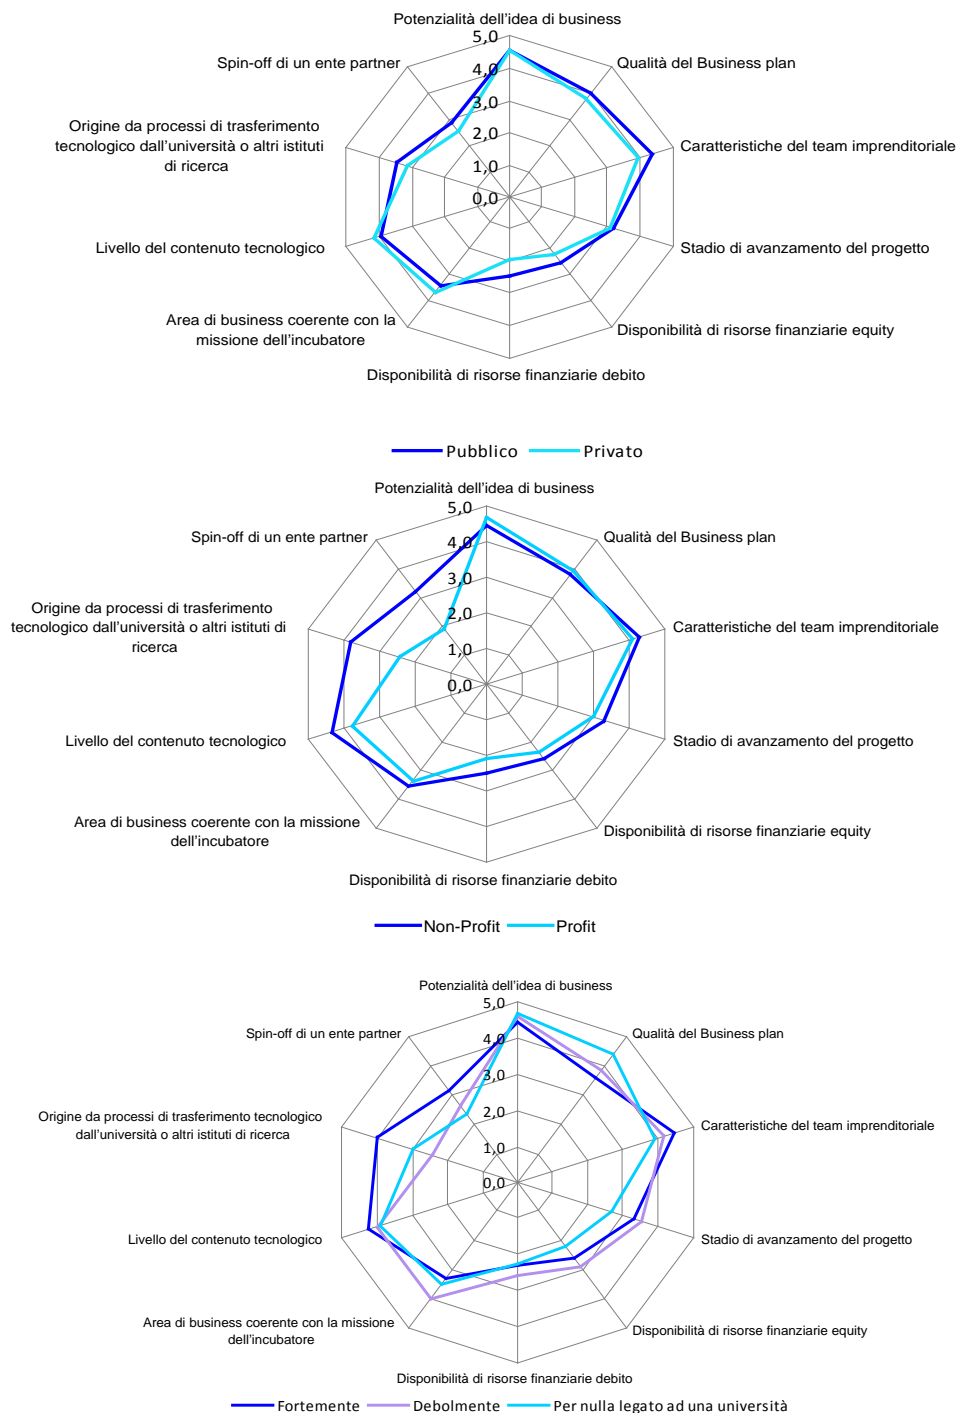 Potenzialità dell'idea di business
5,0
Spin-off di un ente partner
Qualità del Business plan
4,0
Origine da processi di trasferimento
tecnologico dall'università o altri istituti
di ricerca
3,0
Caratteristiche del team imprenditoriale
2,0
1,0
0,0
Livello del contenuto tecnologico
Stadio di avanzamento del progetto
Area di business coerente con la
missione dell'incubatore
Disponibilità di risorse finanziarie equity
Disponibilità di risorse finanziarie debito
Pubblico Privato
Potenzialità dell'idea di business
5,0
Spin-off di un ente partner
Qualità del Business plan
4,0
Origine da processi di trasferimento
tecnologico dall'università o altri istituti di
ricerca
3,0
Caratteristiche del team imprenditoriale
2,0
1,0
0,0
Livello del contenuto tecnologico
Stadio di avanzamento del progetto
Area di business coerente con la missione
dell'incubatore
Disponibilità di risorse finanziarie equity
Disponibilità di risorse finanziarie debito
Non-Profit Profit
Potenzialità dell'idea di business
5,0
Spin-off di un ente partner
Qualità del Business plan
4,0
3,0
Origine da processi di trasferimento tecnologico
dall'università o altri istituti di ricerca
Caratteristiche del team imprenditoriale
2,0
1,0
0,0
Livello del contenuto tecnologico
Stadio di avanzamento del progetto
Area di business coerente con la missione
dell'incubatore
Disponibilità di risorse finanziarie equity
Disponibilità di risorse finanziarie debito
Fortemente Debolmente Per nulla legato ad una università